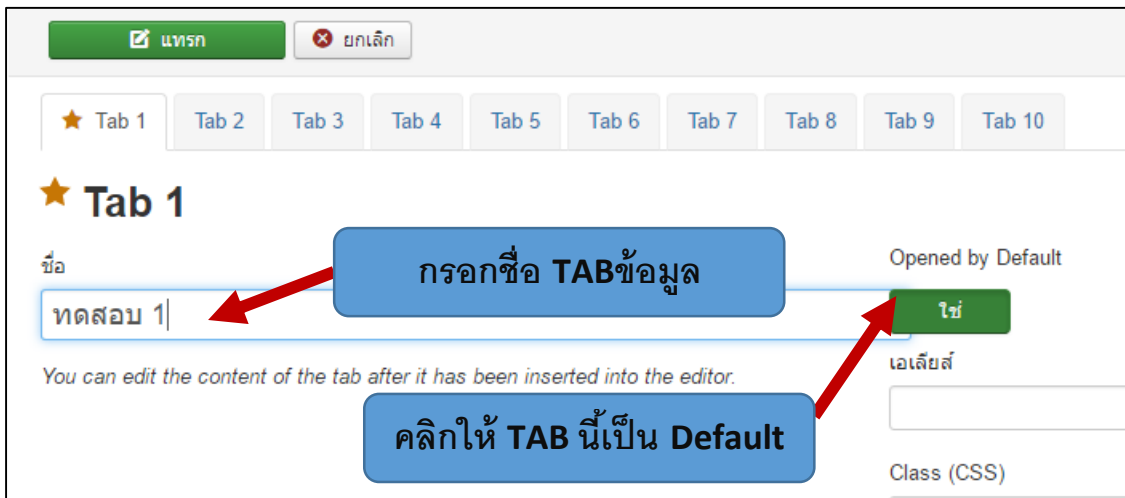 แทรก ยกเลิก
Tab 1 Tab 2 Tab 3 Tab 4 Tab 5 Tab 6 Tab 7 Tab 8 Tab 9 Tab 10
Tab 1
ชื่อ
กรอกชื่อ TABข้อมูล
Opened by Default
ทดสอบ 1
ใช่
You can edit the content of the tab after it has been inserted into the editor.
เอเลียส์
คลิกให้ TAB นี้เป็น Default
Class (CSS)